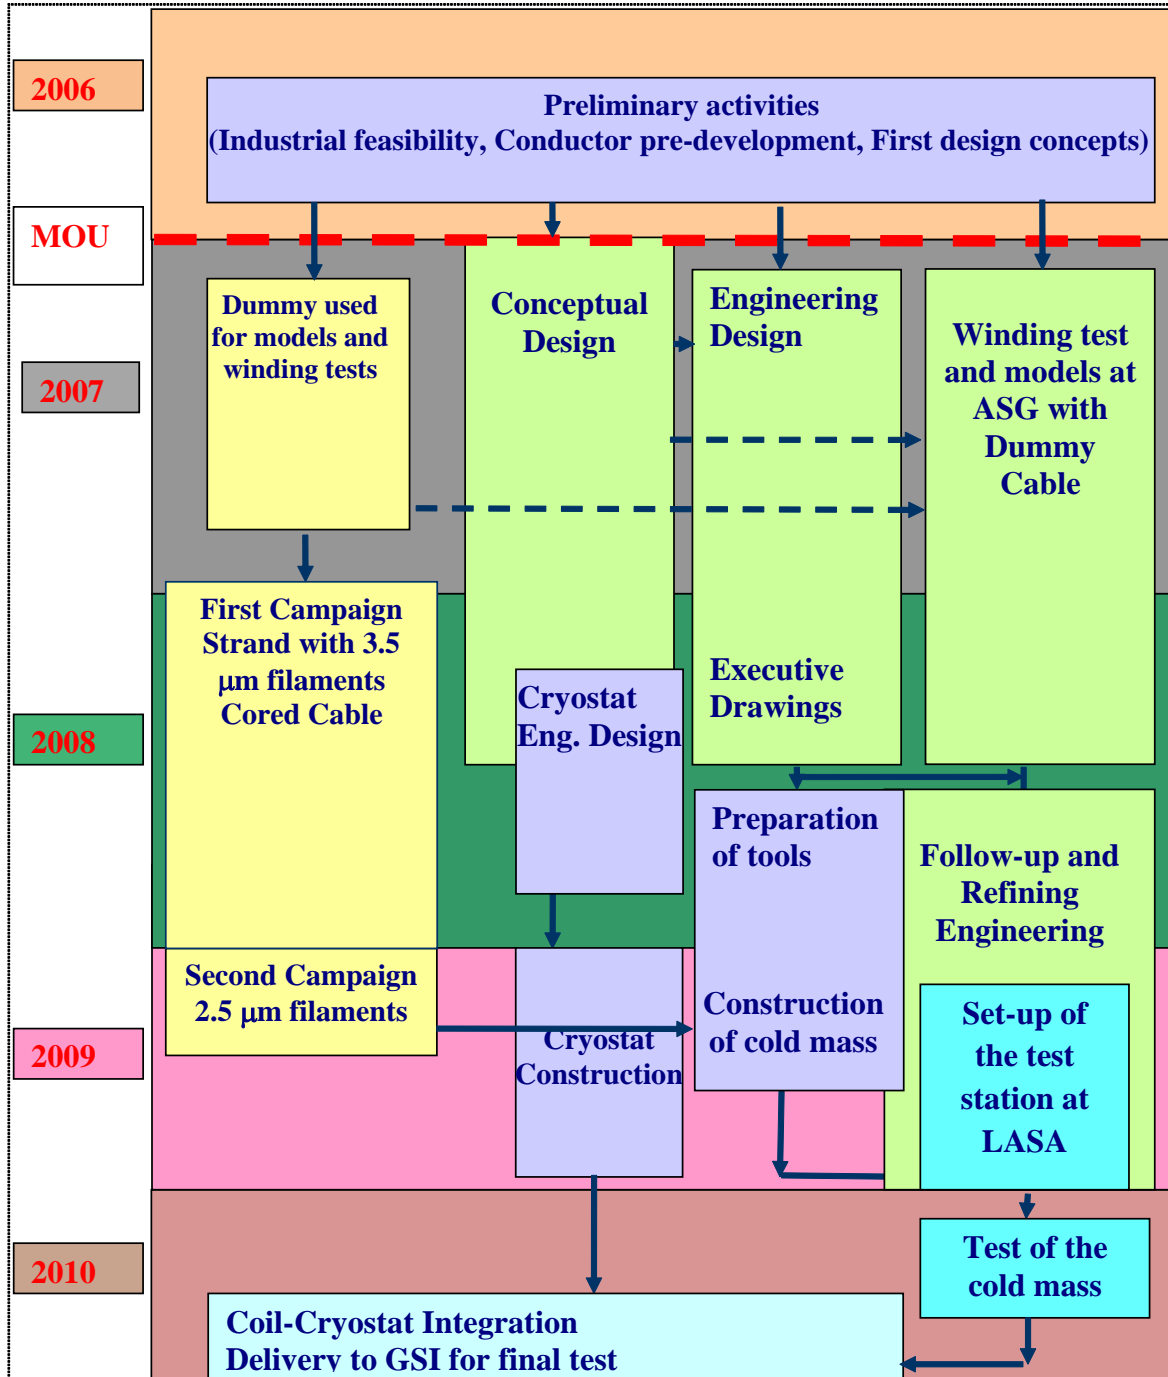 2006
Preliminary activities
(Industrial feasibility, Conductor pre-development, First design concepts)
MOU
Dummy used
for models and
winding tests
Conceptual
Design
Engineering
Design
Winding test
and models at
ASG with
Dummy
Cable
2007
First Campaign
Strand with 3.5
μm filaments
Cored Cable
Executive
Drawings
Cryostat
Eng. Design
2008
Preparation
of tools
Follow-up and
Refining
Engineering
Second Campaign
2.5 μm filaments
Construction
of cold mass
Set-up of
the test
station at
LASA
2009
Cryostat
Construction
2010
Test of the
cold mass
Coil-Cryostat Integration
Delivery to GSI for final test